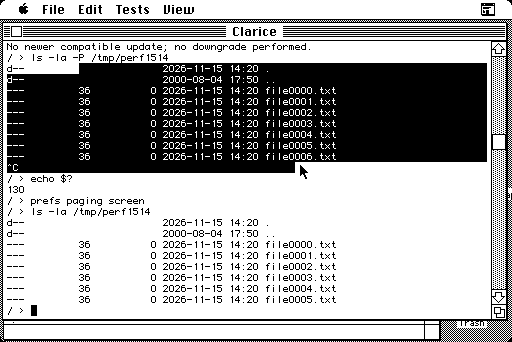 File Edit Tests View
Clarice
No newer compatible update; no downgrade performed.
/ > ls -la -P /tmp/perf1514
d-- 2026-11-15 14:20 .
d-- 2000-08-04 17:50 ..
--- 36 0 2026-11-15 14:20 file0000.txt
--- 36 0 2026-11-15 14:20 file0001.txt
--- 36 0 2026-11-15 14:20 file0002.txt
--- 36 0 2026-11-15 14:20 file0003.txt
--- 36 0 2026-11-15 14:20 file0004.txt
--- 36 0 2026-11-15 14:20 file0005.txt
--- 36 0 2026-11-15 14:20 file0006.txt
^C
/ > echo $?
130
/ > prefs paging screen
/ > ls -la /tmp/perf1514
d-- 2026-11-15 14:20 .
d-- 2000-08-04 17:50 ..
--- 36 0 2026-11-15 14:20 file0000.txt
--- 36 0 2026-11-15 14:20 file0001.txt
--- 36 0 2026-11-15 14:20 file0002.txt
--- 36 0 2026-11-15 14:20 file0003.txt
--- 36 0 2026-11-15 14:20 file0004.txt
--- 36 0 2026-11-15 14:20 file0005.txt
/ >
Trash